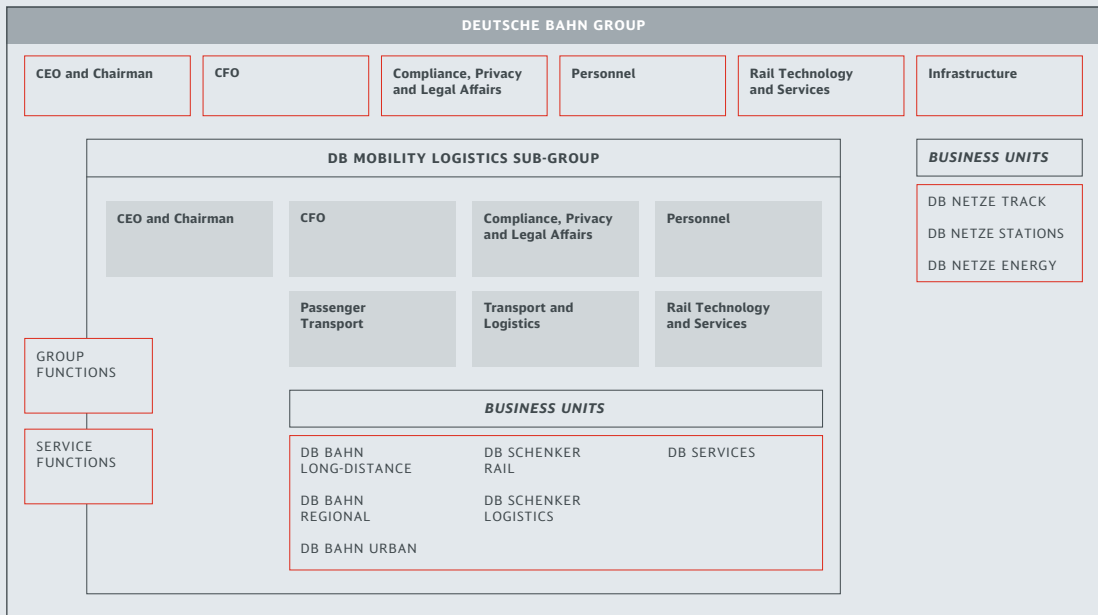 DEUTSCHE BAHN GROUP
CEO and Chairman
CFO
Compliance, Privacy
and Legal Affairs
Personnel
Rail Technology
and Services
Infrastructure
DB MOBILITY LOGISTICS SUB-GROUP
BUSINESS UNITS
DB NETZE TRACK
DB NETZE STATIONS
DB NETZE ENERGY
CEO and Chairman
CFO
Compliance, Privacy
and Legal Affairs
Personnel
Passenger
Transport
Transport and
Logistics
Rail Technology
and Services
GROUP
FUNCTIONS
SERVICE
FUNCTIONS
BUSINESS UNITS
DB BAHN
LONG-DISTANCE
DB BAHN
REGIONAL
DB BAHN URBAN
DB SCHENKER
RAIL
DB SCHENKER
LOGISTICS
DB SERVICES